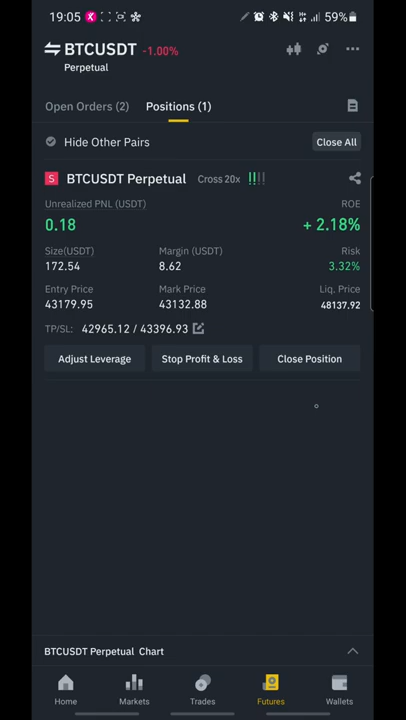 19:05 59%
BTCUSDT -1.00%
Perpetual
Open Orders (2) Positions (1)
Hide Other Pairs Close All
S BTCUSDT Perpetual Cross 20x
Unrealized PNL (USDT) ROE
0.18 + 2.18%
Size(USDT) Margin (USDT) Risk
172.54 8.62 3.32%
Entry Price Mark Price Liq. Price
43179.95 43132.88 48137.92
TP/SL: 42965.12 / 43396.93
Adjust Leverage Stop Profit & Loss Close Position
BTCUSDT Perpetual Chart
Home Markets Trades Futures Wallets